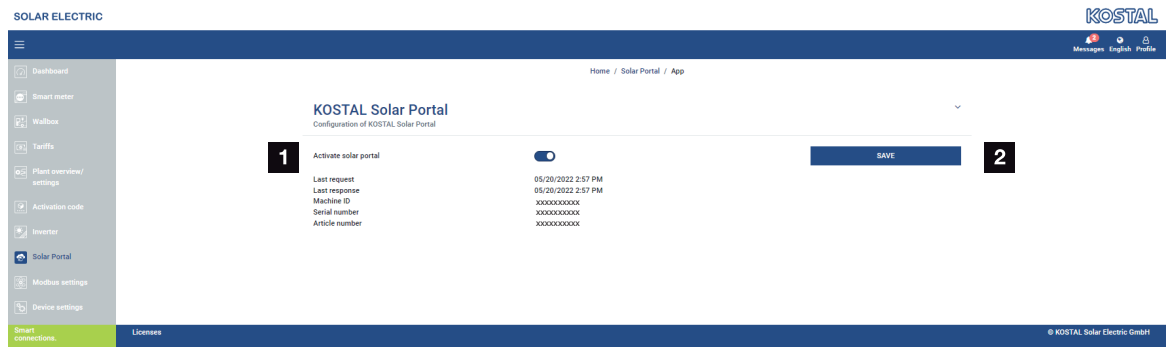 SOLAR ELECTRIC
KOSTAL
2
Messages English Profile
Dashboard
Smart meter
Wallbox
Tariffs
Plant overview/
settings
Activation code
Inverter
Solar Portal
Modbus settings
Device settings
Smart
connections.
Home / Solar Portal / App
KOSTAL Solar Portal
Configuration of KOSTAL Solar Portal
1 Activate solar portal SAVE 2
Last request 05/20/2022 2:57 PM
Last response 05/20/2022 2:57 PM
Machine ID xxxxxxxxxx
Serial number xxxxxxxxxx
Article number xxxxxxxxxx
Licenses © KOSTAL Solar Electric GmbH